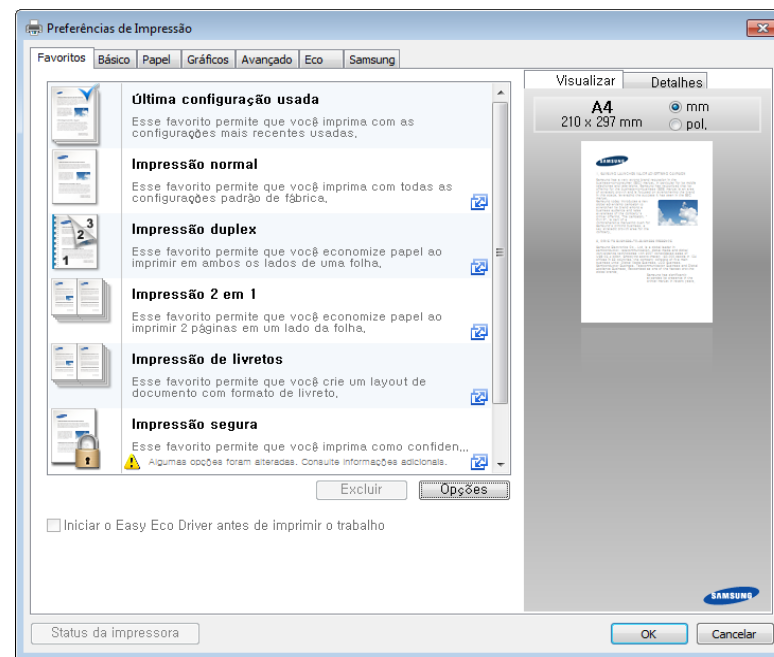 Preferências de Impressão
Favoritos Básico Papel Gráficos Avançado Eco Samsung
Última configuração usada
Esse favorito permite que você imprima com as
configurações mais recentes usadas.
Impressão normal
Esse favorito permite que você imprima com todas as
configurações padrão de fábrica.
3
2
1
Impressão duplex
Esse favorito permite que você economize papel ao
imprimir em ambos os lados de uma folha.
Impressão 2 em 1
Esse favorito permite que você economize papel ao
imprimir 2 páginas em um lado da folha.
Impressão de livretos
Esse favorito permite que você crie um layout de
documento com formato de livreto.
Impressão segura
Esse favorito permite que você imprima como confiden...
Algumas opções foram alteradas. Consulte informações adicionais.
Excluir Opções
Iniciar o Easy Eco Driver antes de imprimir o trabalho
Visualizar Detalhes
A4
210 x 297 mm
mm
pol.
SAMSUNG
SAMSUNG
Status da impressora
OK Cancelar